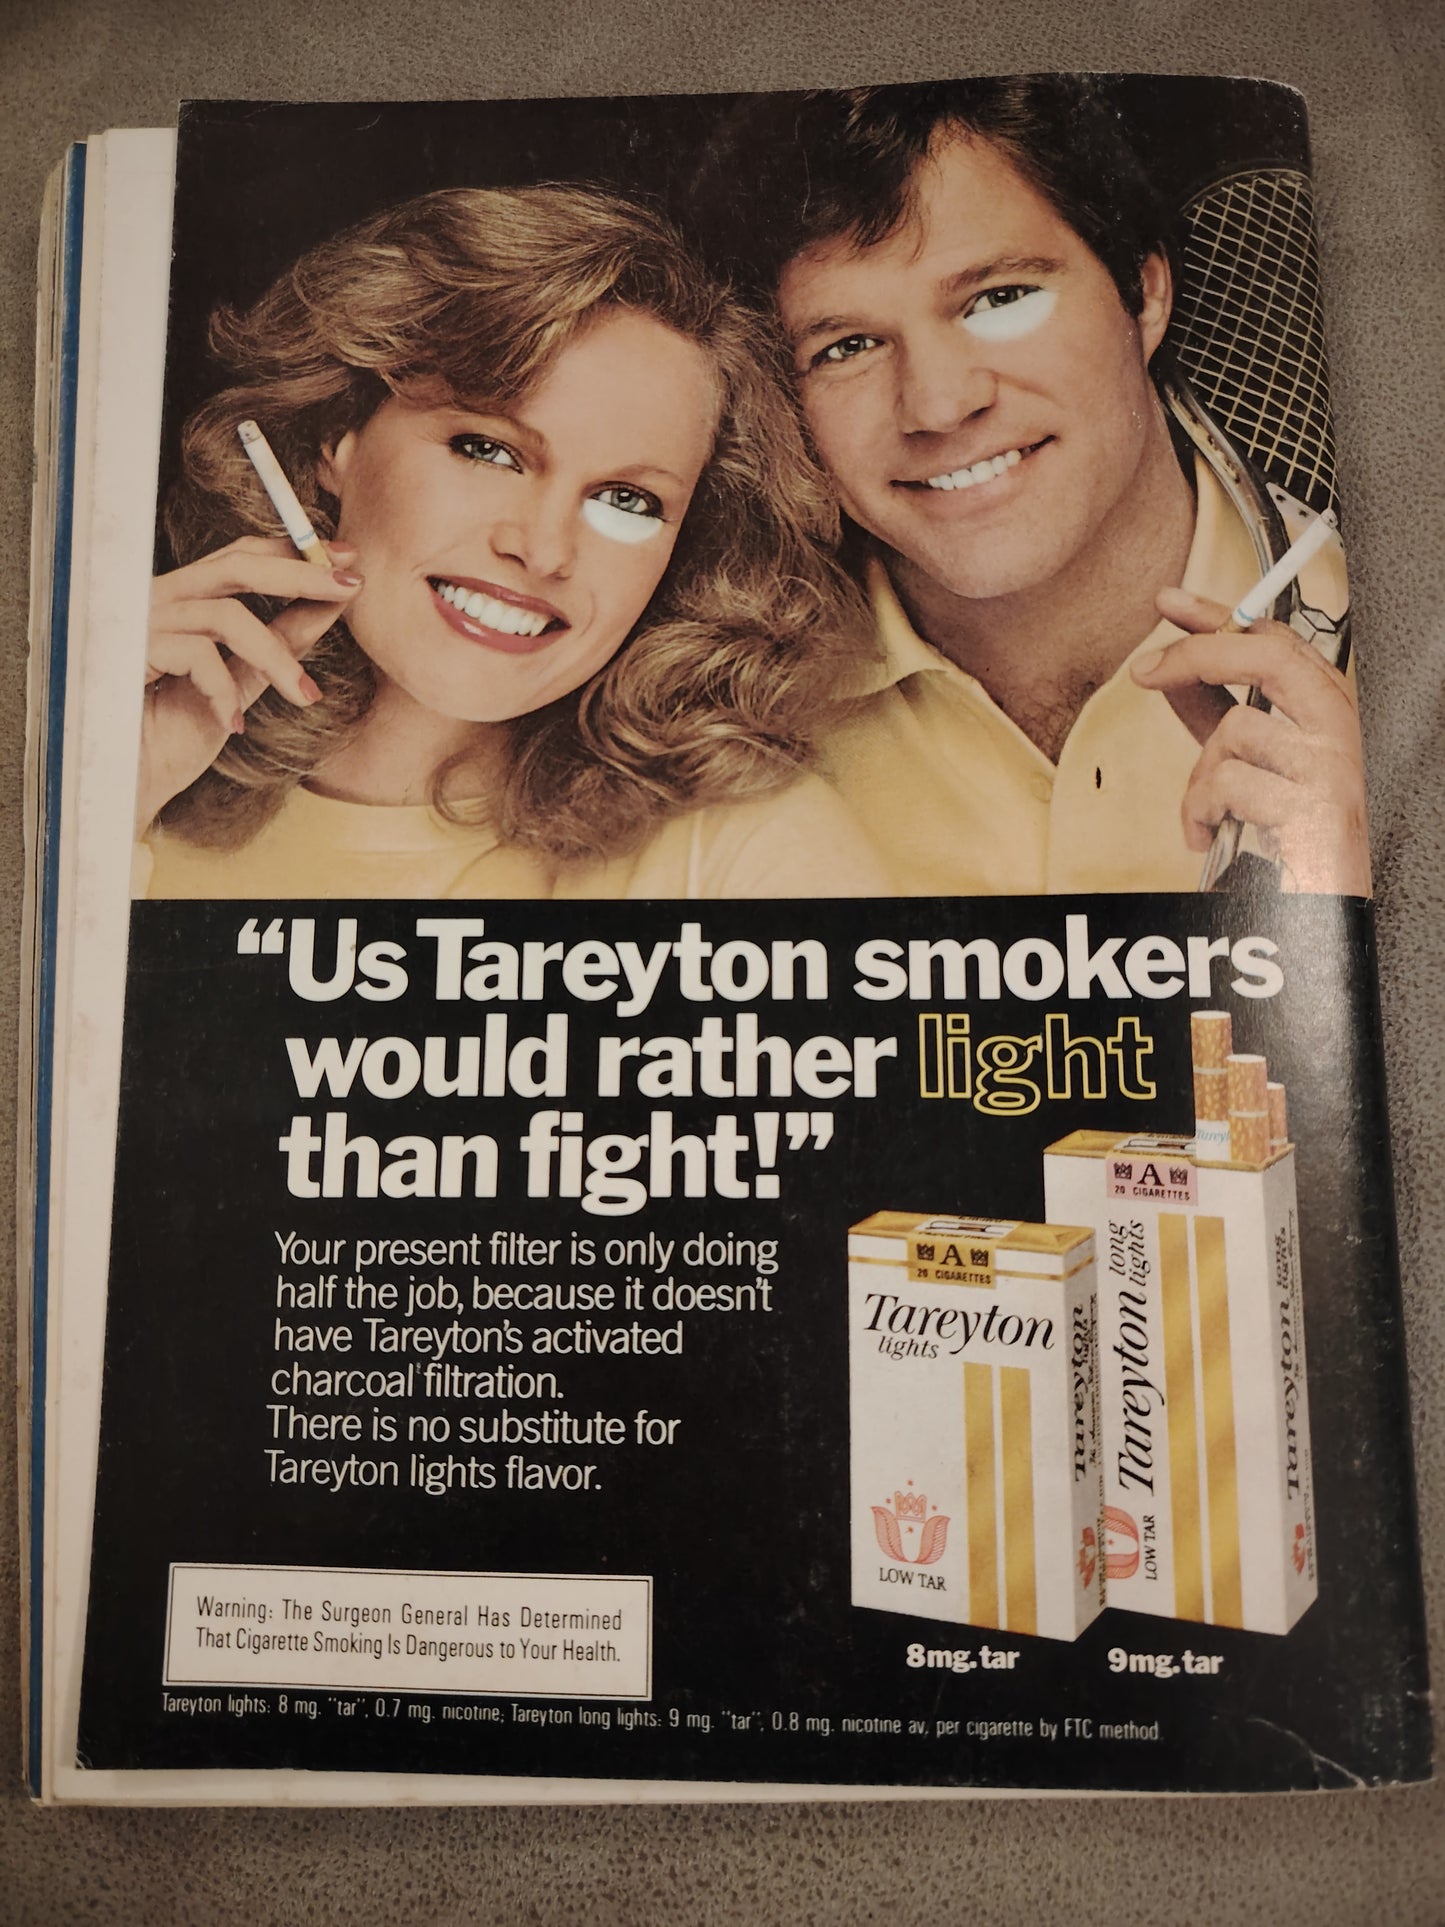 “Us Tareyton smokers
would rather light
than fight!”
Your present filter is only doing
half the job, because it doesn't
have Tareyton's activated
charcoal filtration.
There is no substitute for
Tareyton lights flavor.
A
20 CIGARETTES
Tareyton
lights
LOW TAR
Tareyton
8mg. tar
A
20 CIGARETTES
Tareyton long
lights
LOW TAR
Tareyton long
lights
9mg. tar
Warning: The Surgeon General Has Determined
That Cigarette Smoking Is Dangerous to Your Health.
Tareyton lights: 8 mg. "tar", 0.7 mg. nicotine; Tareyton long lights: 9 mg. "tar", 0.8 mg. nicotine av. per cigarette by FTC method.